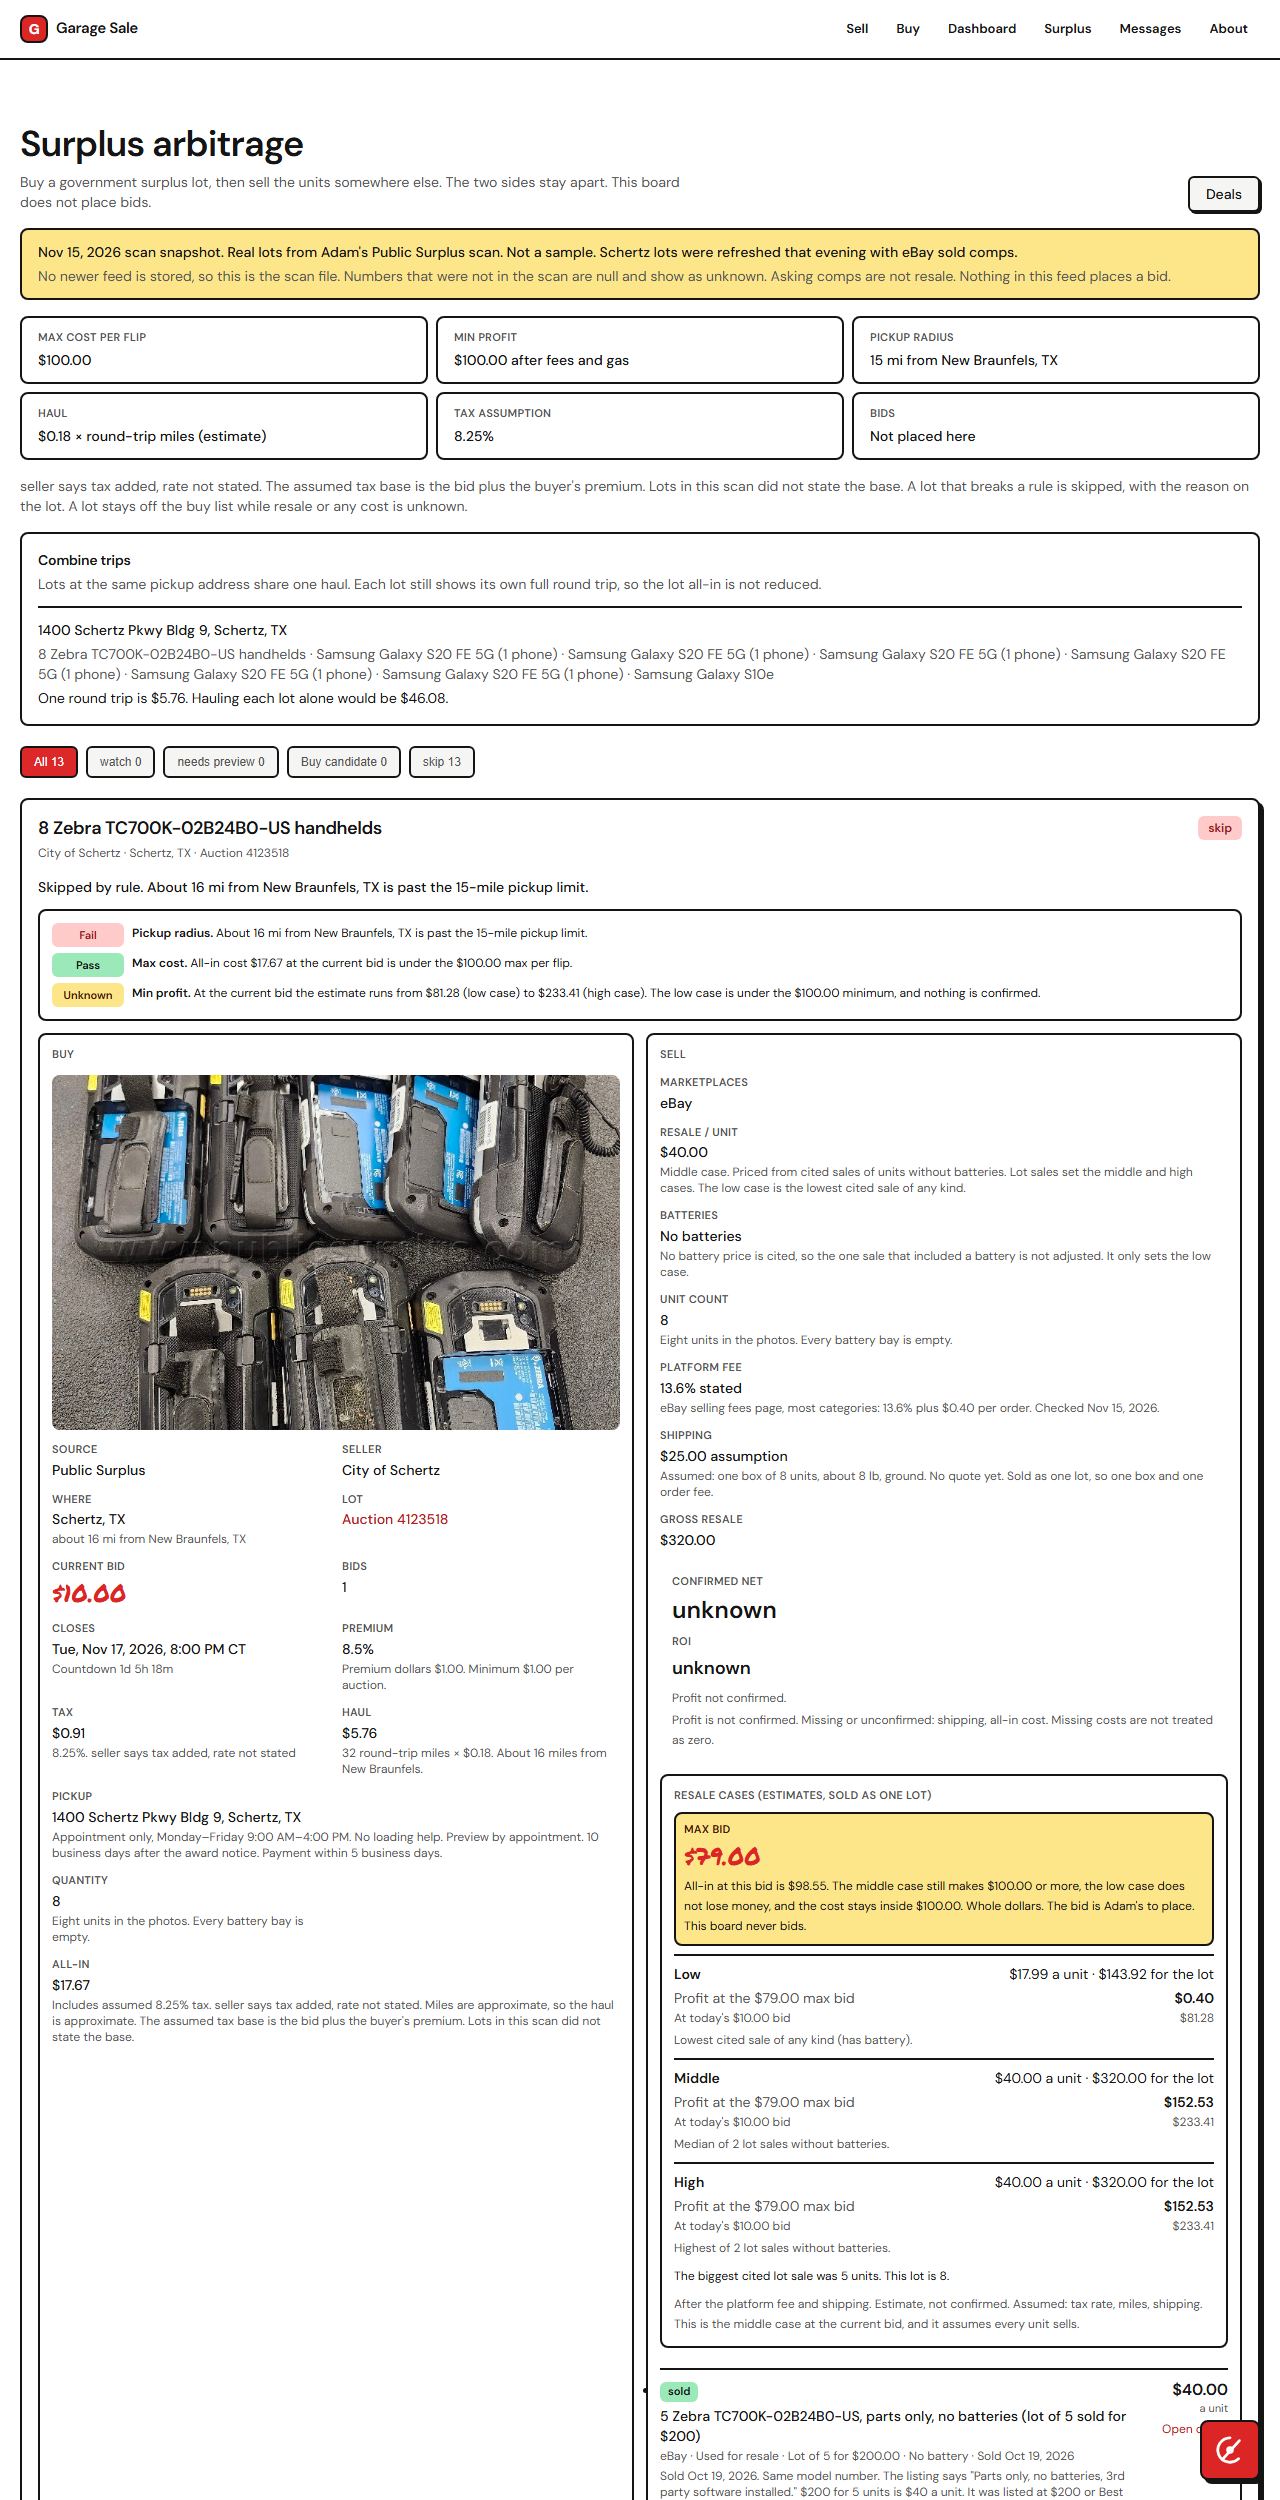 G Garage Sale
Sell Buy Dashboard Surplus Messages About
Surplus arbitrage
Buy a government surplus lot, then sell the units somewhere else. The two sides stay apart. This board
does not place bids.
Deals
Nov 15, 2026 scan snapshot. Real lots from Adam's Public Surplus scan. Not a sample. Schertz lots were refreshed that evening with eBay sold comps.
No newer feed is stored, so this is the scan file. Numbers that were not in the scan are null and show as unknown. Asking comps are not resale. Nothing in this feed places a bid.
MAX COST PER FLIP
$100.00
MIN PROFIT
$100.00 after fees and gas
PICKUP RADIUS
15 mi from New Braunfels, TX
HAUL
$0.18 × round-trip miles (estimate)
TAX ASSUMPTION
8.25%
BIDS
Not placed here
seller says tax added, rate not stated. The assumed tax base is the bid plus the buyer's premium. Lots in this scan did not state the base. A lot that breaks a rule is skipped, with the reason on
the lot. A lot stays off the buy list while resale or any cost is unknown.
Combine trips
Lots at the same pickup address share one haul. Each lot still shows its own full round trip, so the lot all-in is not reduced.
1400 Schertz Pkwy Bldg 9, Schertz, TX
8 Zebra TC700K-02B24B0-US handhelds · Samsung Galaxy S20 FE 5G (1 phone) · Samsung Galaxy S20 FE 5G (1 phone) · Samsung Galaxy S20 FE 5G (1 phone) · Samsung Galaxy S20 FE
5G (1 phone) · Samsung Galaxy S20 FE 5G (1 phone) · Samsung Galaxy S20 FE 5G (1 phone) · Samsung Galaxy S10e
One round trip is $5.76. Hauling each lot alone would be $46.08.
All 13 watch 0 needs preview 0 Buy candidate 0 skip 13
8 Zebra TC700K-02B24B0-US handhelds
skip
City of Schertz · Schertz, TX · Auction 4123518
Skipped by rule. About 16 mi from New Braunfels, TX is past the 15-mile pickup limit.
Fail Pickup radius. About 16 mi from New Braunfels, TX is past the 15-mile pickup limit.
Pass Max cost. All-in cost $17.67 at the current bid is under the $100.00 max per flip.
Unknown Min profit. At the current bid the estimate runs from $81.28 (low case) to $233.41 (high case). The low case is under the $100.00 minimum, and nothing is confirmed.
BUY
www.publicsurplus.com
SOURCE
Public Surplus
SELLER
City of Schertz
WHERE
Schertz, TX
about 16 mi from New Braunfels, TX
LOT
Auction 4123518
CURRENT BID
$10.00
BIDS
1
CLOSES
Tue, Nov 17, 2026, 8:00 PM CT
Countdown 1d 5h 18m
PREMIUM
8.5%
Premium dollars $1.00. Minimum $1.00 per
auction.
TAX
$0.91
8.25%. seller says tax added, rate not stated
HAUL
$5.76
32 round-trip miles × $0.18. About 16 miles from
New Braunfels.
PICKUP
1400 Schertz Pkwy Bldg 9, Schertz, TX
Appointment only, Monday–Friday 9:00 AM–4:00 PM. No loading help. Preview by appointment. 10
business days after the award notice. Payment within 5 business days.
QUANTITY
8
Eight units in the photos. Every battery bay is
empty.
ALL-IN
$17.67
Includes assumed 8.25% tax. seller says tax added, rate not stated. Miles are approximate, so the haul
is approximate. The assumed tax base is the bid plus the buyer's premium. Lots in this scan did not
state the base.
SELL
MARKETPLACES
eBay
RESALE / UNIT
$40.00
Middle case. Priced from cited sales of units without batteries. Lot sales set the middle and high
cases. The low case is the lowest cited sale of any kind.
BATTERIES
No batteries
No battery price is cited, so the one sale that included a battery is not adjusted. It only sets the low
case.
UNIT COUNT
8
Eight units in the photos. Every battery bay is empty.
PLATFORM FEE
13.6% stated
eBay selling fees page, most categories: 13.6% plus $0.40 per order. Checked Nov 15, 2026.
SHIPPING
$25.00 assumption
Assumed: one box of 8 units, about 8 lb, ground. No quote yet. Sold as one lot, so one box and one
order fee.
GROSS RESALE
$320.00
CONFIRMED NET
unknown
ROI
unknown
Profit not confirmed.
Profit is not confirmed. Missing or unconfirmed: shipping, all-in cost. Missing costs are not treated
as zero.
RESALE CASES (ESTIMATES, SOLD AS ONE LOT)
MAX BID
$79.00
All-in at this bid is $98.55. The middle case still makes $100.00 or more, the low case does
not lose money, and the cost stays inside $100.00. Whole dollars. The bid is Adam's to place.
This board never bids.
Low $17.99 a unit · $143.92 for the lot
Profit at the $79.00 max bid $0.40
At today's $10.00 bid $81.28
Lowest cited sale of any kind (has battery).
Middle $40.00 a unit · $320.00 for the lot
Profit at the $79.00 max bid $152.53
At today's $10.00 bid $233.41
Median of 2 lot sales without batteries.
High $40.00 a unit · $320.00 for the lot
Profit at the $79.00 max bid $152.53
At today's $10.00 bid $233.41
Highest of 2 lot sales without batteries.
The biggest cited lot sale was 5 units. This lot is 8.
After the platform fee and shipping. Estimate, not confirmed. Assumed: tax rate, miles, shipping.
This is the middle case at the current bid, and it assumes every unit sells.
sold $40.00
a unit
5 Zebra TC700K-02B24B0-US, parts only, no batteries (lot of 5 sold for
$200)
Open
eBay · Used for resale · Lot of 5 for $200.00 · No battery · Sold Oct 19, 2026
Sold Oct 19, 2026. Same model number. The listing says "Parts only, no batteries, 3rd
party software installed." $200 for 5 units is $40 a unit. It was listed at $200 or Best